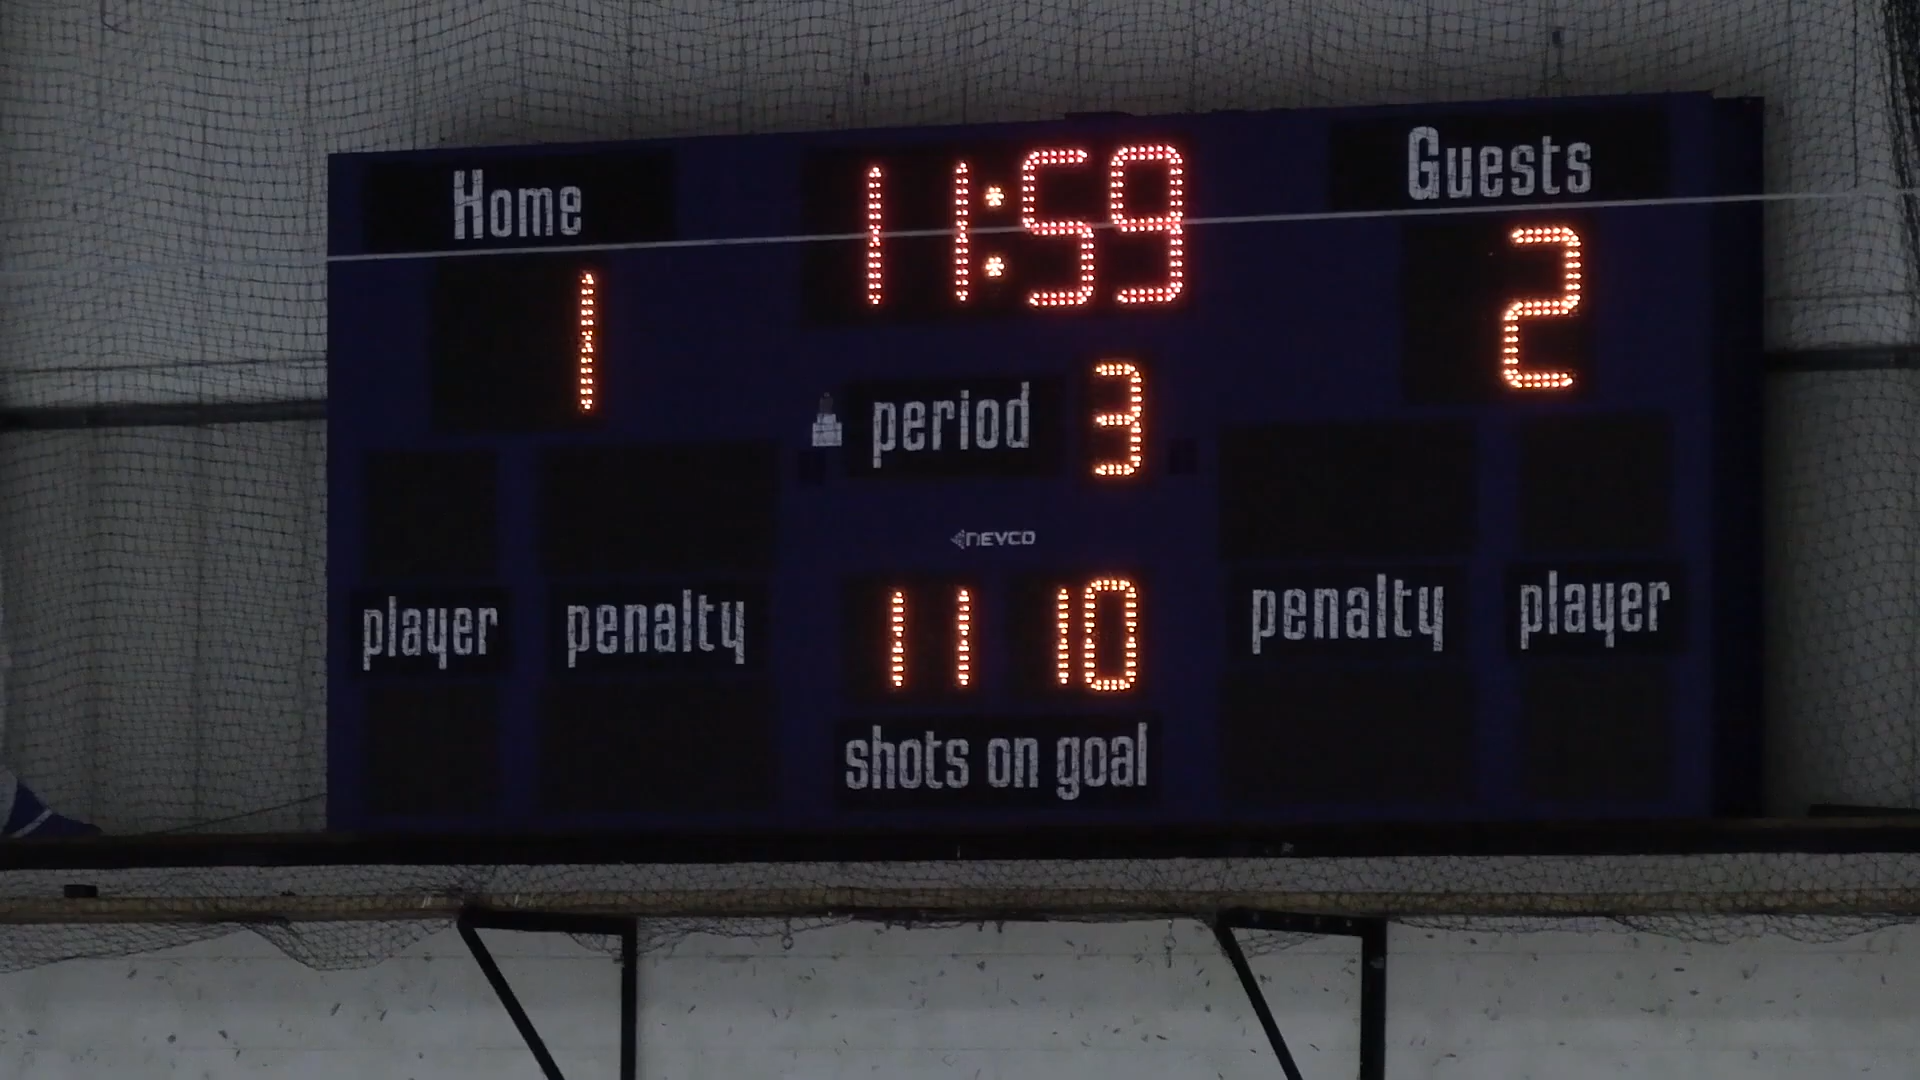 Home 11:59 Guests
1 2
period 3
NEVCO
player penalty 11 10 penalty player
shots on goal